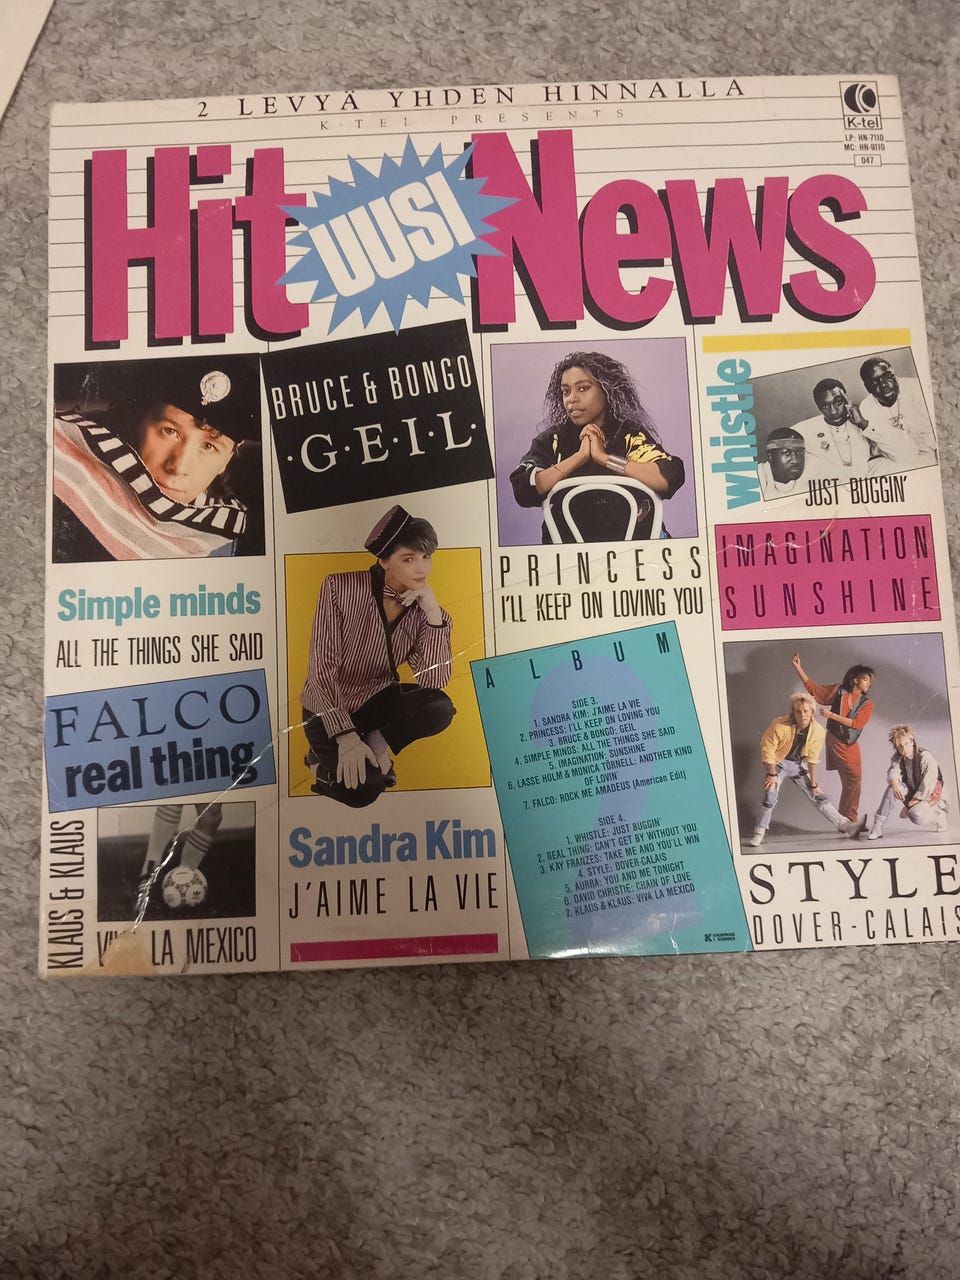 2 LEVYÄ YHDEN HINNALLA
K·TEL PRESENTS
K-tel
LP: HN-7110
MC: HN-9110
047
Hit UUSI News
BRUCE & BONGO
·G·E·I·L·
whistle
JUST BUGGIN'
PRINCESS
I'LL KEEP ON LOVING YOU
IMAGINATION
SUNSHINE
Simple minds
ALL THE THINGS SHE SAID
FALCO
real thing
KLAUS & KLAUS
VIVA LA MEXICO
Sandra Kim
J'AIME LA VIE
ALBUM 2
SIDE 3.
1. SANDRA KIM: J'AIME LA VIE
2. PRINCESS: I'LL KEEP ON LOVING YOU
3. BRUCE & BONGO: GEIL
4. SIMPLE MINDS: ALL THE THINGS SHE SAID
5. IMAGINATION: SUNSHINE
6. LASSE HOLM & MONICA TÖRNELL: ANOTHER KIND
OF LOVIN'
7. FALCO: ROCK ME AMADEUS (American Edit)
SIDE 4.
1. WHISTLE: JUST BUGGIN'
2. REAL THING: CAN'T GET BY WITHOUT YOU
3. KAY FRANZES: TAKE ME AND YOU'LL WIN
4. STYLE: DOVER-CALAIS
5. AURRA: YOU AND ME TONIGHT
6. DAVID CHRISTIE: CHAIN OF LOVE
7. KLAUS & KLAUS: VIVA LA MEXICO
STYLE
DOVER-CALAIS